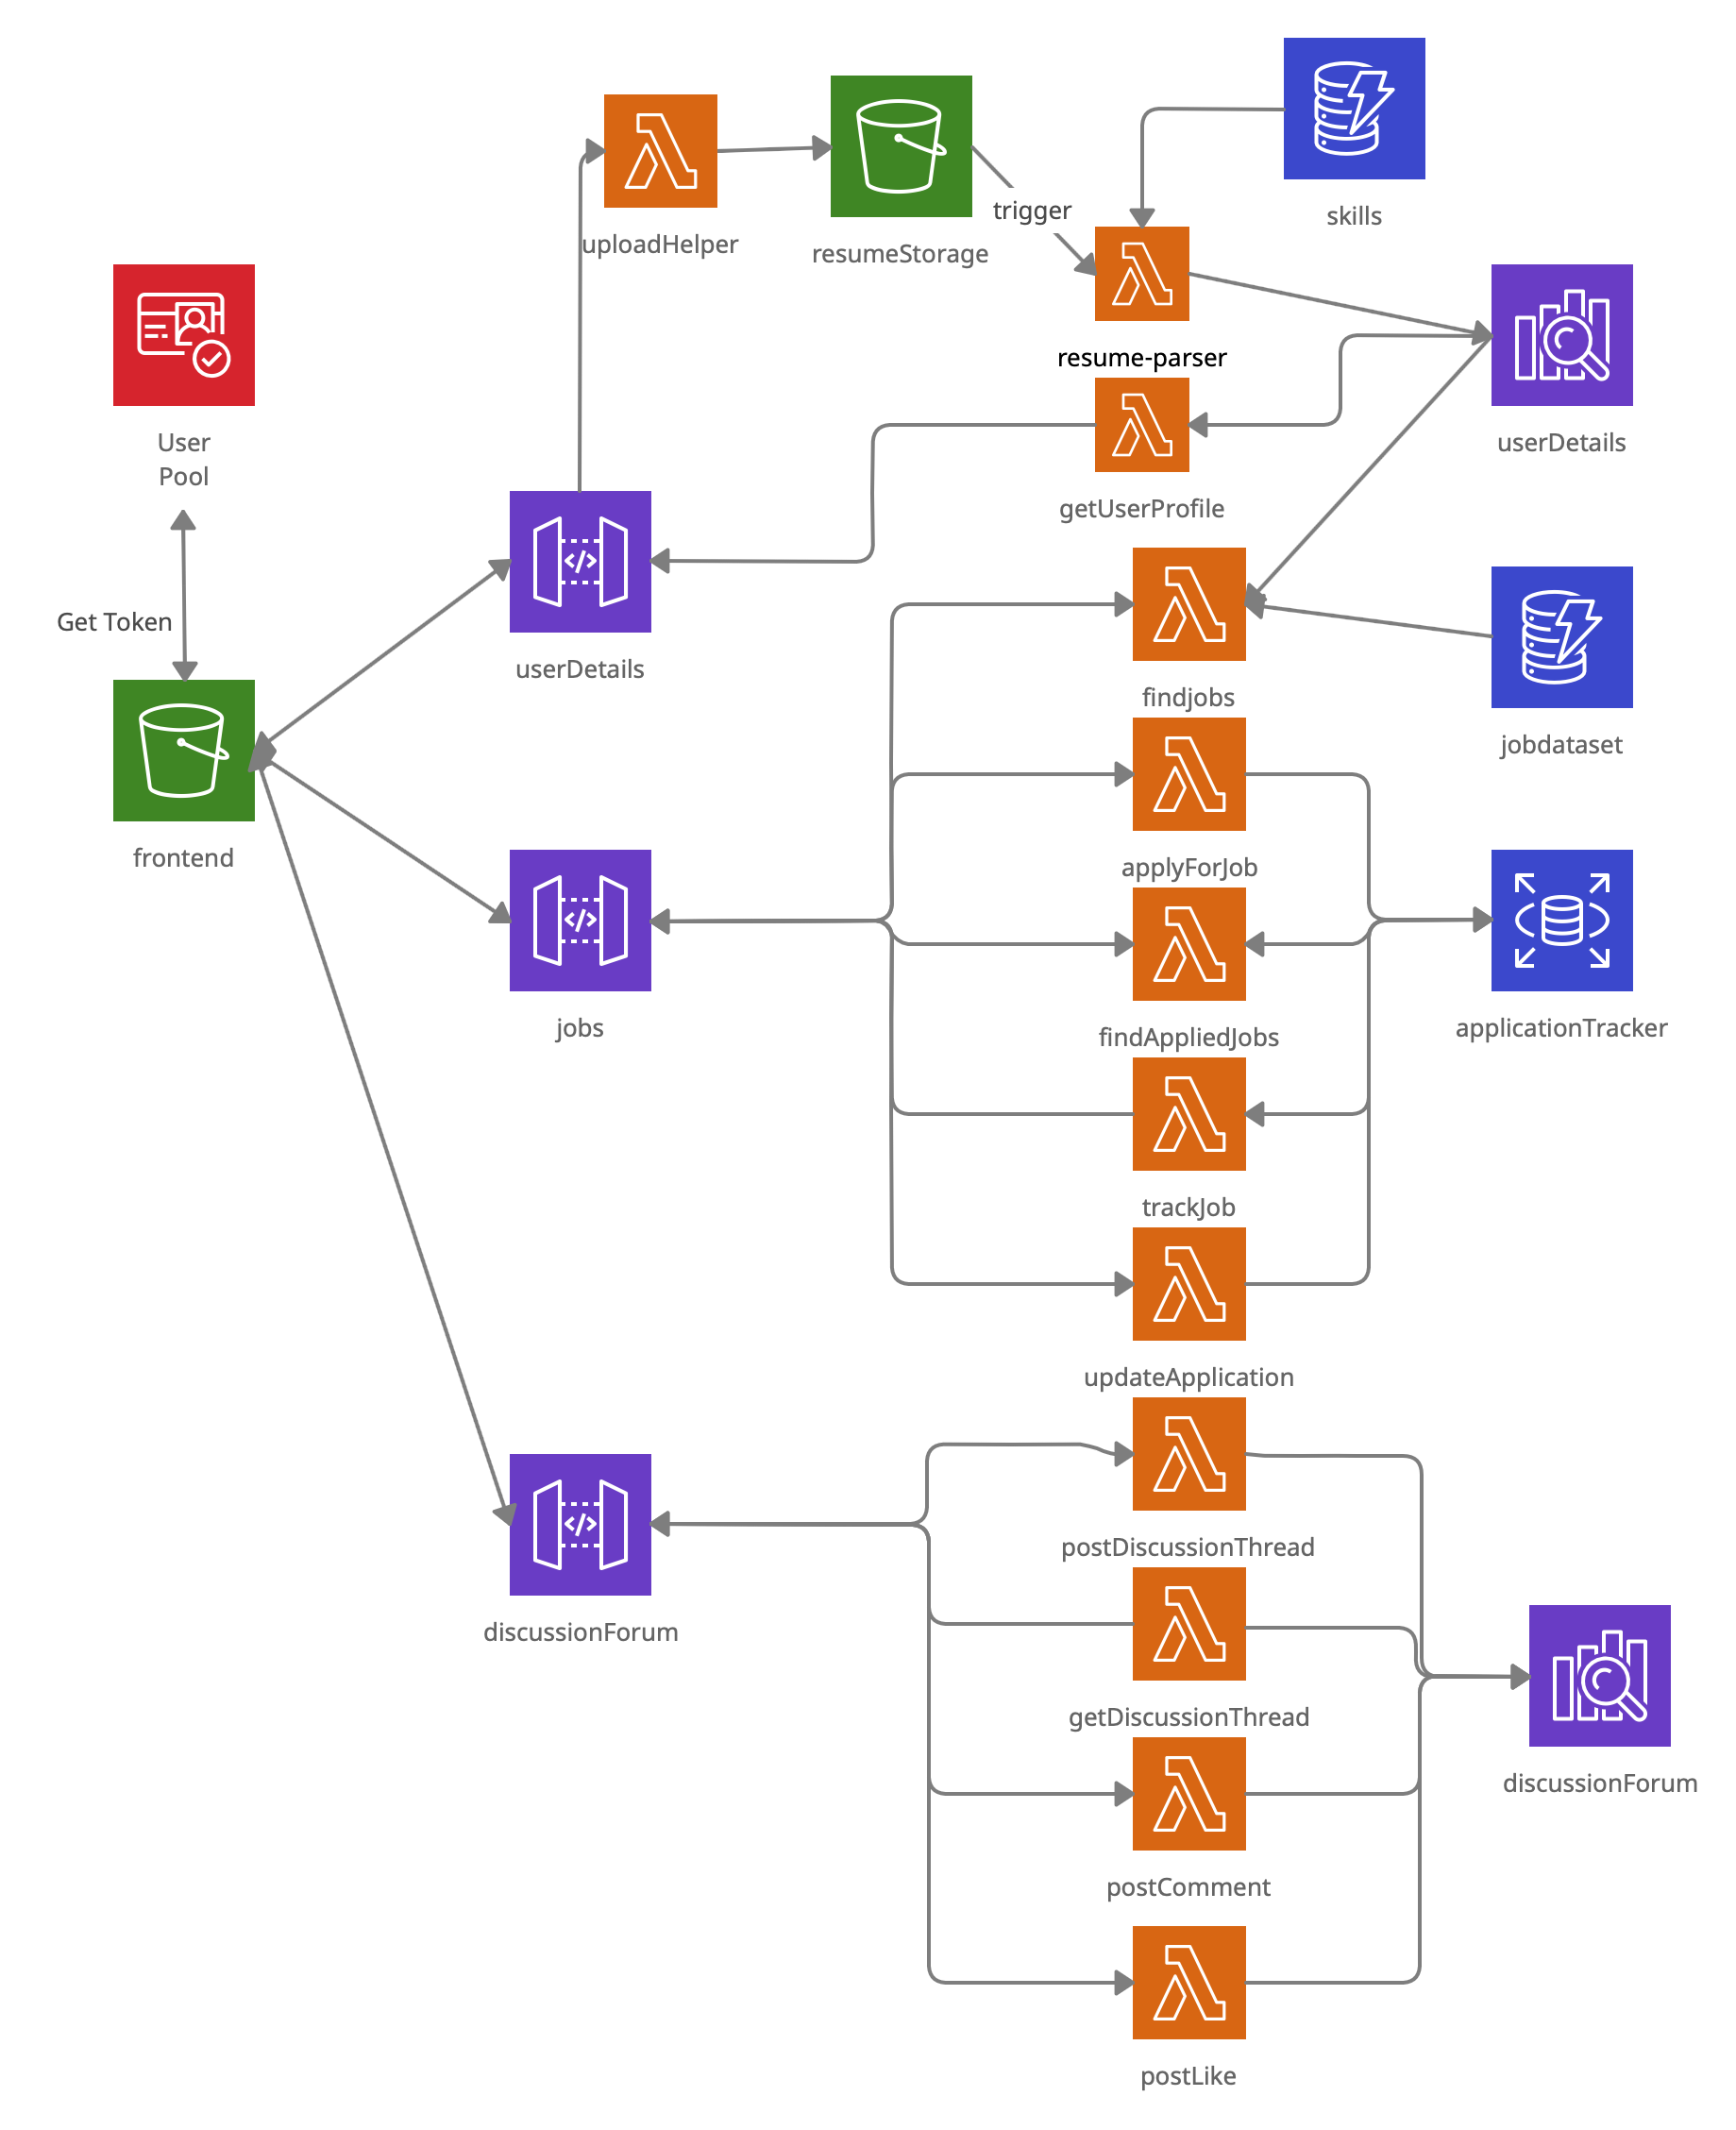 skills
uploadHelper
resumeStorage
trigger
User
Pool
resume-parser
userDetails
getUserProfile
Get Token
userDetails
findjobs
jobdataset
frontend
applyForJob
jobs
findAppliedJobs
applicationTracker
trackJob
updateApplication
postDiscussionThread
discussionForum
getDiscussionThread
discussionForum
postComment
postLike